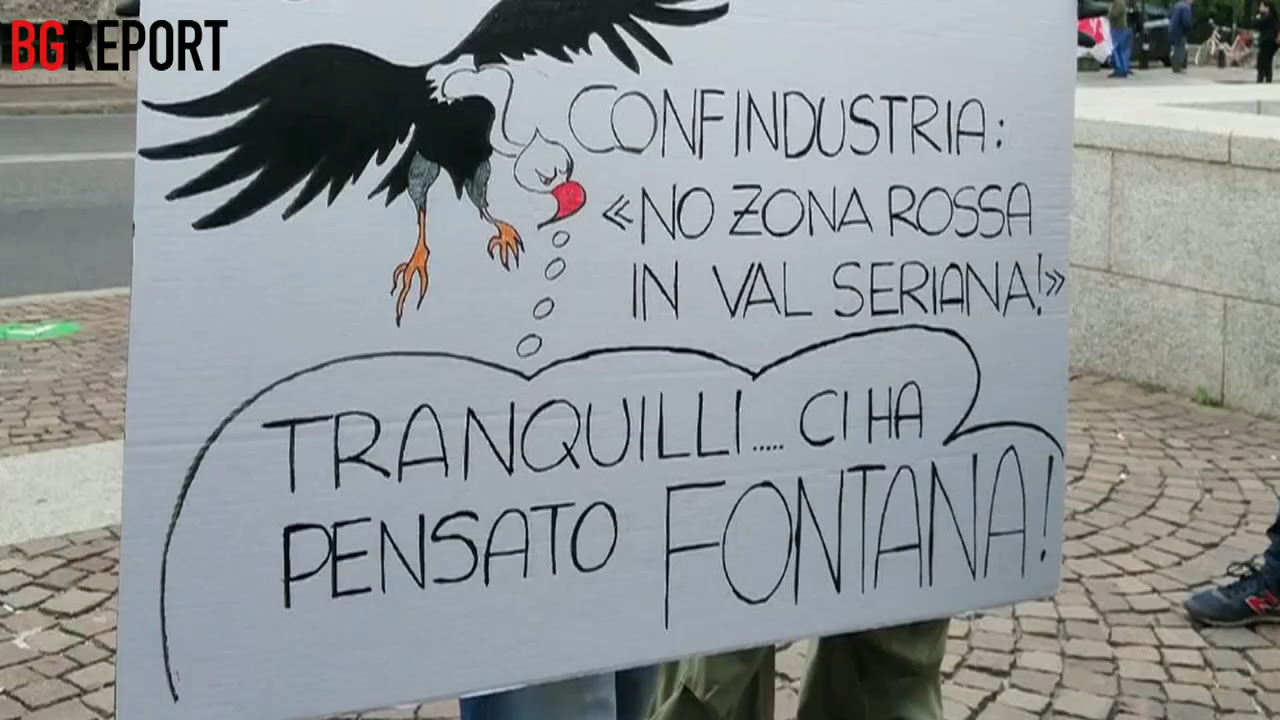 BGREPORT
CONFINDUSTRIA:
«NO ZONA ROSSA
IN VAL SERIANA!»
TRANQUILLI..... CI HA
PENSATO FONTANA!